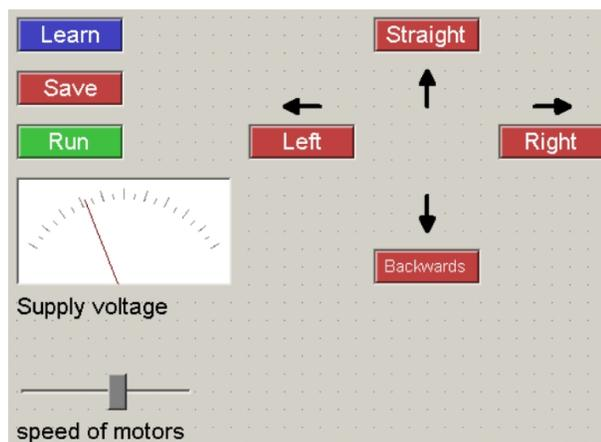 Learn
Straight
Save
Run
Left
Right
Backwards
Supply voltage
speed of motors